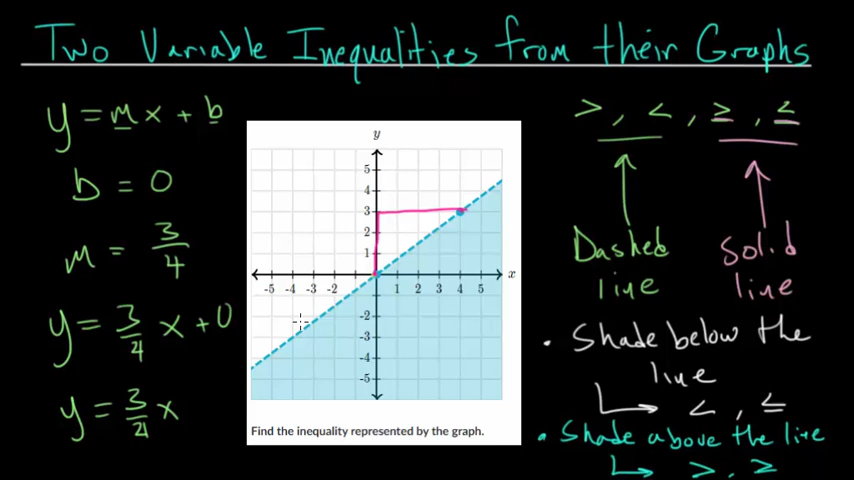 Two Variable Inequalities from their Graphs
y = mx + b
b = 0
m = 3/4
y = 3/4 x + 0
y = 3/4 x
y
5
4
3
2
1
-5 -4 -3 -2 1 2 3 4 5 x
-2
-3
-4
-5
Find the inequality represented by the graph.
>, <, ≥, ≤
Dashed line
Solid line
• Shade below the
line
↳ <, ≤
• Shade above the line
↳ >, ≥